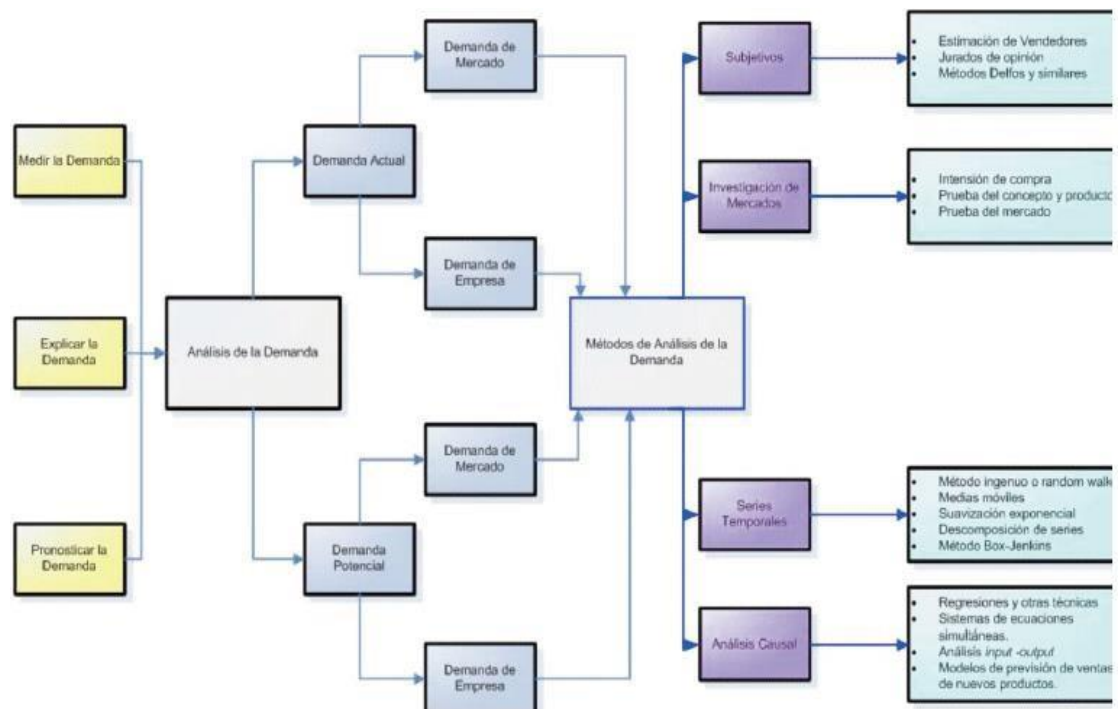 Medir la Demanda
Explicar la
Demanda
Pronosticar la
Demanda
Análisis de la Demanda
Demanda Actual
Demanda
Potencial
Demanda de
Mercado
Demanda de
Empresa
Demanda de
Mercado
Demanda de
Empresa
Métodos de Análisis de la
Demanda
Subjetivos
• Estimación de Vendedores
• Jurados de opinión
• Métodos Delfos y similares
Investigación de
Mercados
• Intensión de compra
• Prueba del concepto y producto
• Prueba del mercado
Series
Temporales
• Método ingenuo o random walk
• Medias móviles
• Suavización exponencial
• Descomposición de series
• Método Box-Jenkins
Análisis Causal
• Regresiones y otras técnicas
• Sistemas de ecuaciones
simultáneas.
• Análisis input -output
• Modelos de previsión de ventas
de nuevos productos.